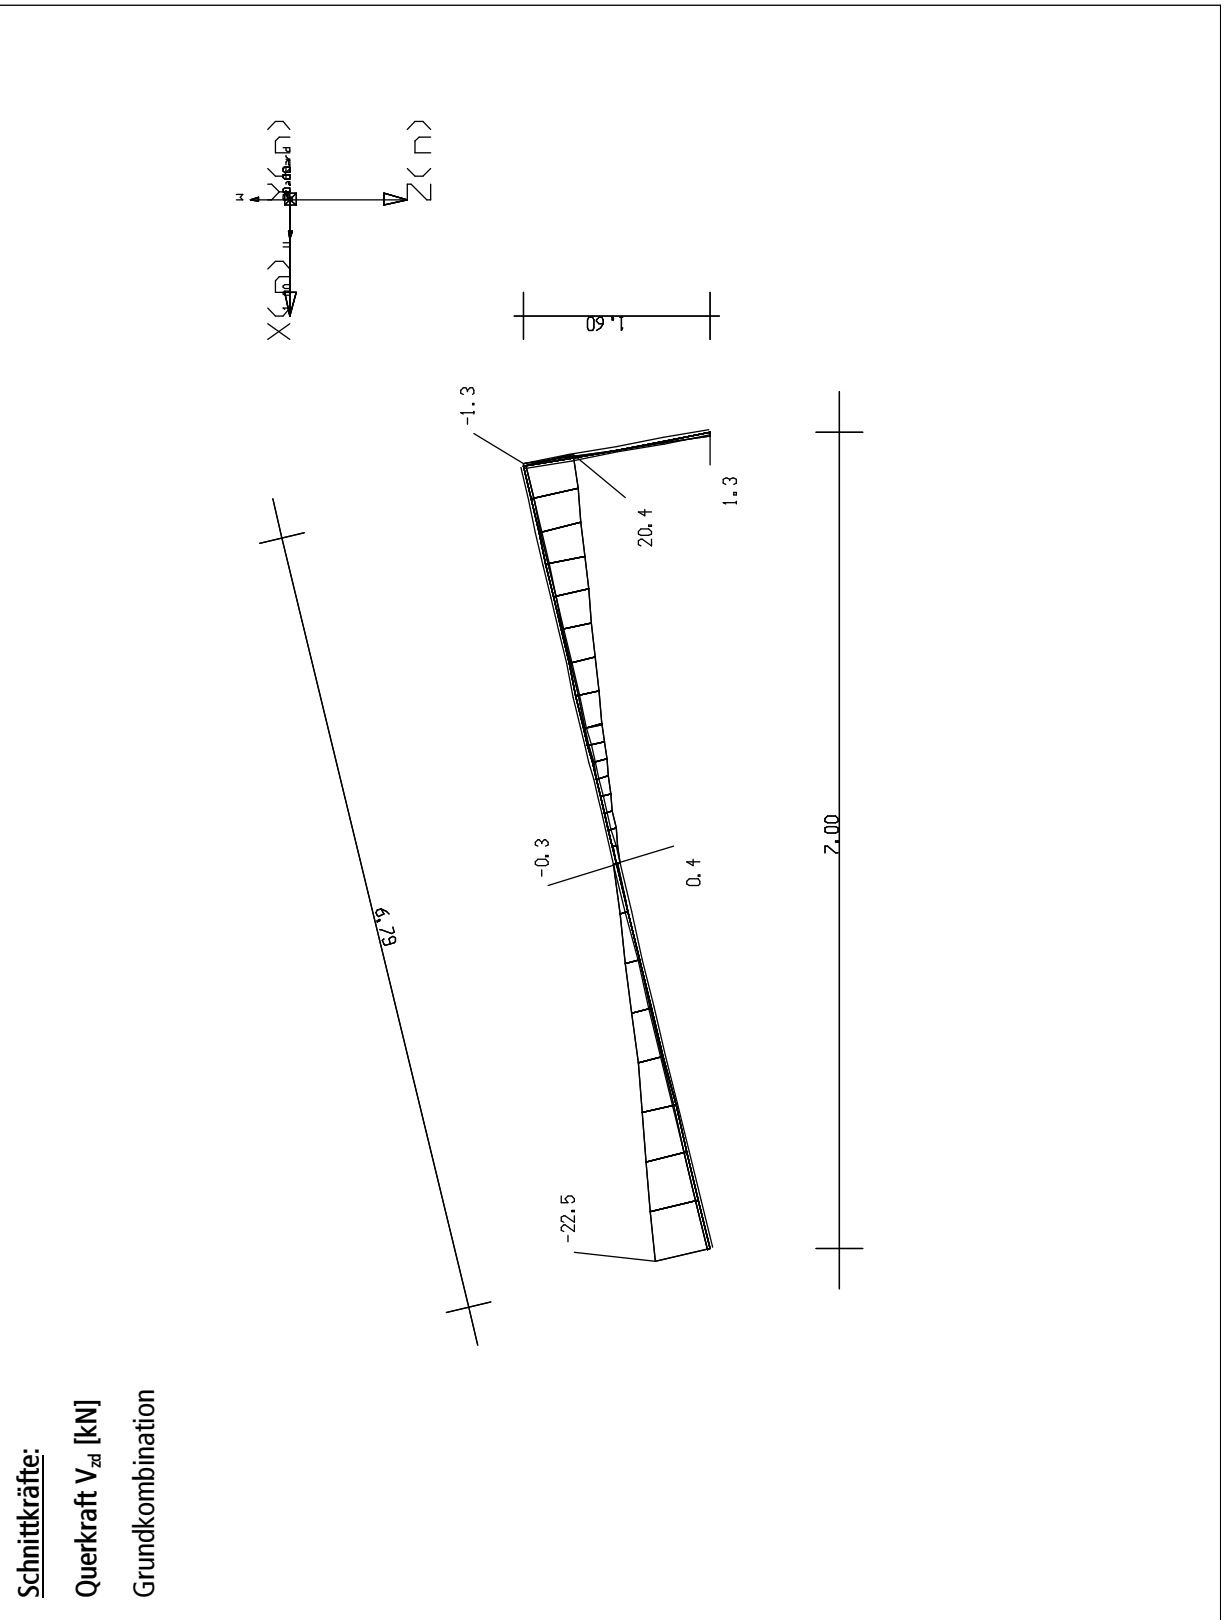 Schnittkräfte:
Querkraft Vzd [kN]
Grundkombination
X(m)
Y(m)
Z(m)
M
1.60
-1.3
20.4
1.3
6.79
-0.3
0.4
7.00
-22.5